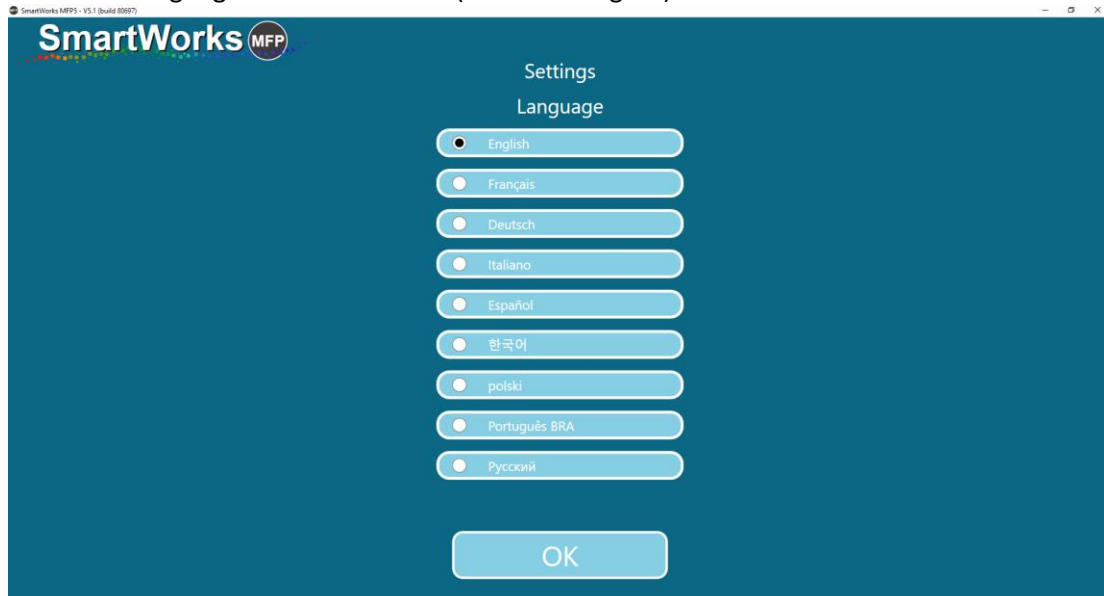 SmartWorks MFP5 - V5.1 (build 80697)
SmartWorks MFP
Settings
Language
English
Français
Deutsch
Italiano
Español
한국어
polski
Português BRA
Русский
OK